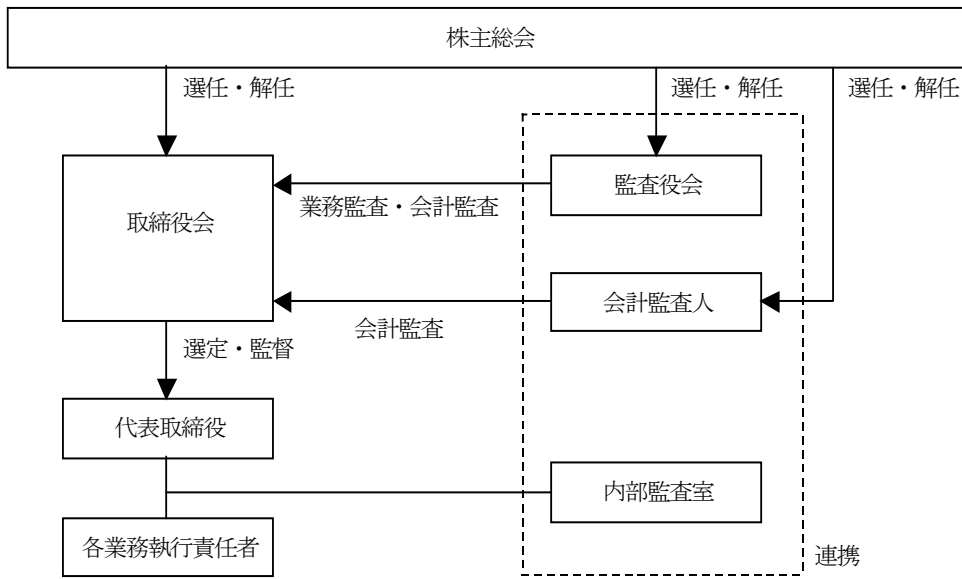 株主総会
選任・解任
選任・解任
選任・解任
監査役会
取締役会
業務監査・会計監査
会計監査人
会計監査
選定・監督
代表取締役
内部監査室
各業務執行責任者
連携